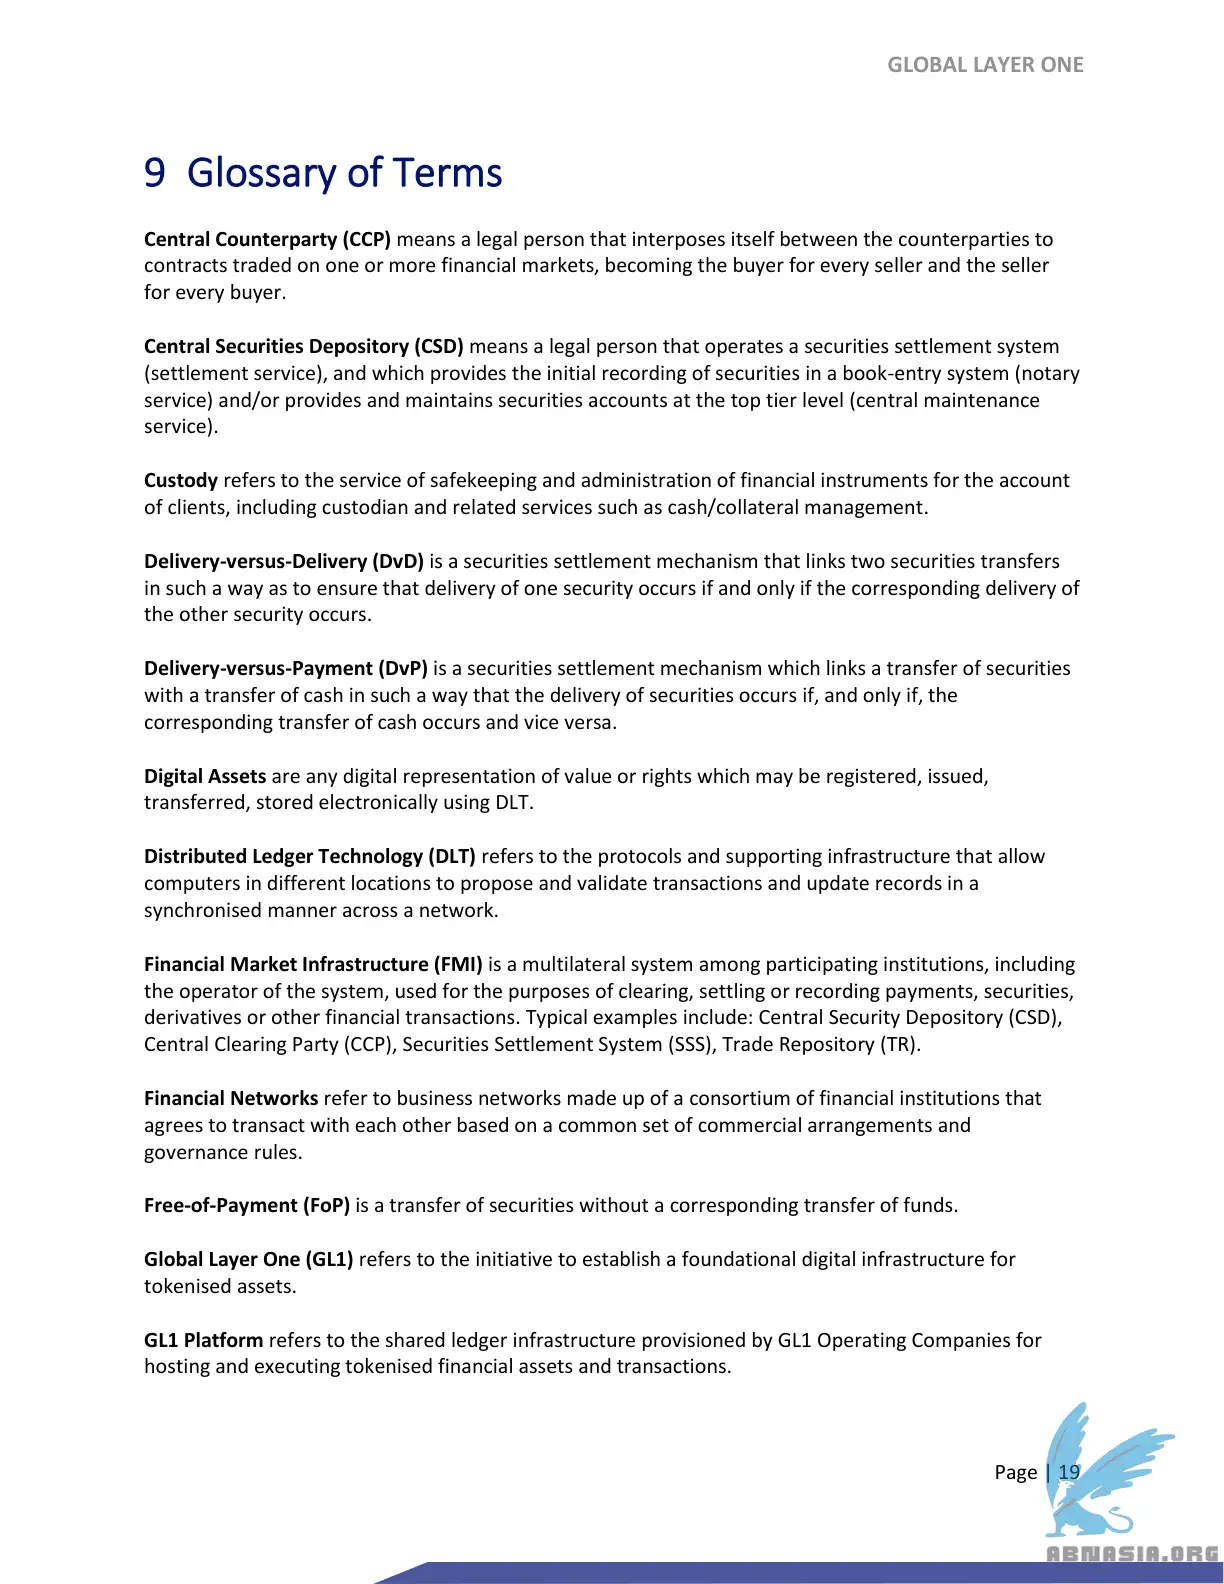 GLOBAL LAYER ONE
9 Glossary of Terms
Central Counterparty (CCP) means a legal person that interposes itself between the counterparties to
contracts traded on one or more financial markets, becoming the buyer for every seller and the seller
for every buyer.
Central Securities Depository (CSD) means a legal person that operates a securities settlement system
(settlement service), and which provides the initial recording of securities in a book-entry system (notary
service) and/or provides and maintains securities accounts at the top tier level (central maintenance
service).
Custody refers to the service of safekeeping and administration of financial instruments for the account
of clients, including custodian and related services such as cash/collateral management.
Delivery-versus-Delivery (DvD) is a securities settlement mechanism that links two securities transfers
in such a way as to ensure that delivery of one security occurs if and only if the corresponding delivery of
the other security occurs.
Delivery-versus-Payment (DvP) is a securities settlement mechanism which links a transfer of securities
with a transfer of cash in such a way that the delivery of securities occurs if, and only if, the
corresponding transfer of cash occurs and vice versa.
Digital Assets are any digital representation of value or rights which may be registered, issued,
transferred, stored electronically using DLT.
Distributed Ledger Technology (DLT) refers to the protocols and supporting infrastructure that allow
computers in different locations to propose and validate transactions and update records in a
synchronised manner across a network.
Financial Market Infrastructure (FMI) is a multilateral system among participating institutions, including
the operator of the system, used for the purposes of clearing, settling or recording payments, securities,
derivatives or other financial transactions. Typical examples include: Central Security Depository (CSD),
Central Clearing Party (CCP), Securities Settlement System (SSS), Trade Repository (TR).
Financial Networks refer to business networks made up of a consortium of financial institutions that
agrees to transact with each other based on a common set of commercial arrangements and
governance rules.
Free-of-Payment (FoP) is a transfer of securities without a corresponding transfer of funds.
Global Layer One (GL1) refers to the initiative to establish a foundational digital infrastructure for
tokenised assets.
GL1 Platform refers to the shared ledger infrastructure provisioned by GL1 Operating Companies for
hosting and executing tokenised financial assets and transactions.
Page | 19
ABNASIA.ORG